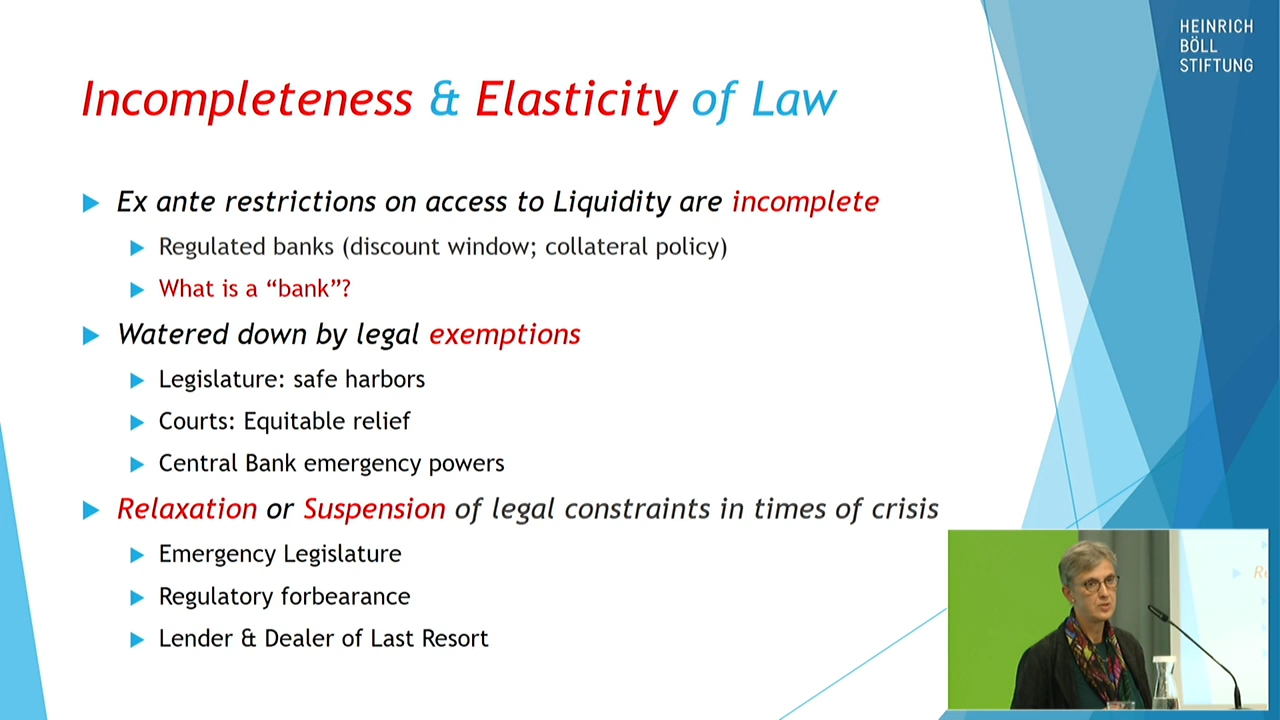 HEINRICH
BÖLL
STIFTUNG
Incompleteness & Elasticity of Law
Ex ante restrictions on access to Liquidity are incomplete
Regulated banks (discount window; collateral policy)
What is a “bank”?
Watered down by legal exemptions
Legislature: safe harbors
Courts: Equitable relief
Central Bank emergency powers
Relaxation or Suspension of legal constraints in times of crisis
Emergency Legislature
Regulatory forbearance
Lender & Dealer of Last Resort